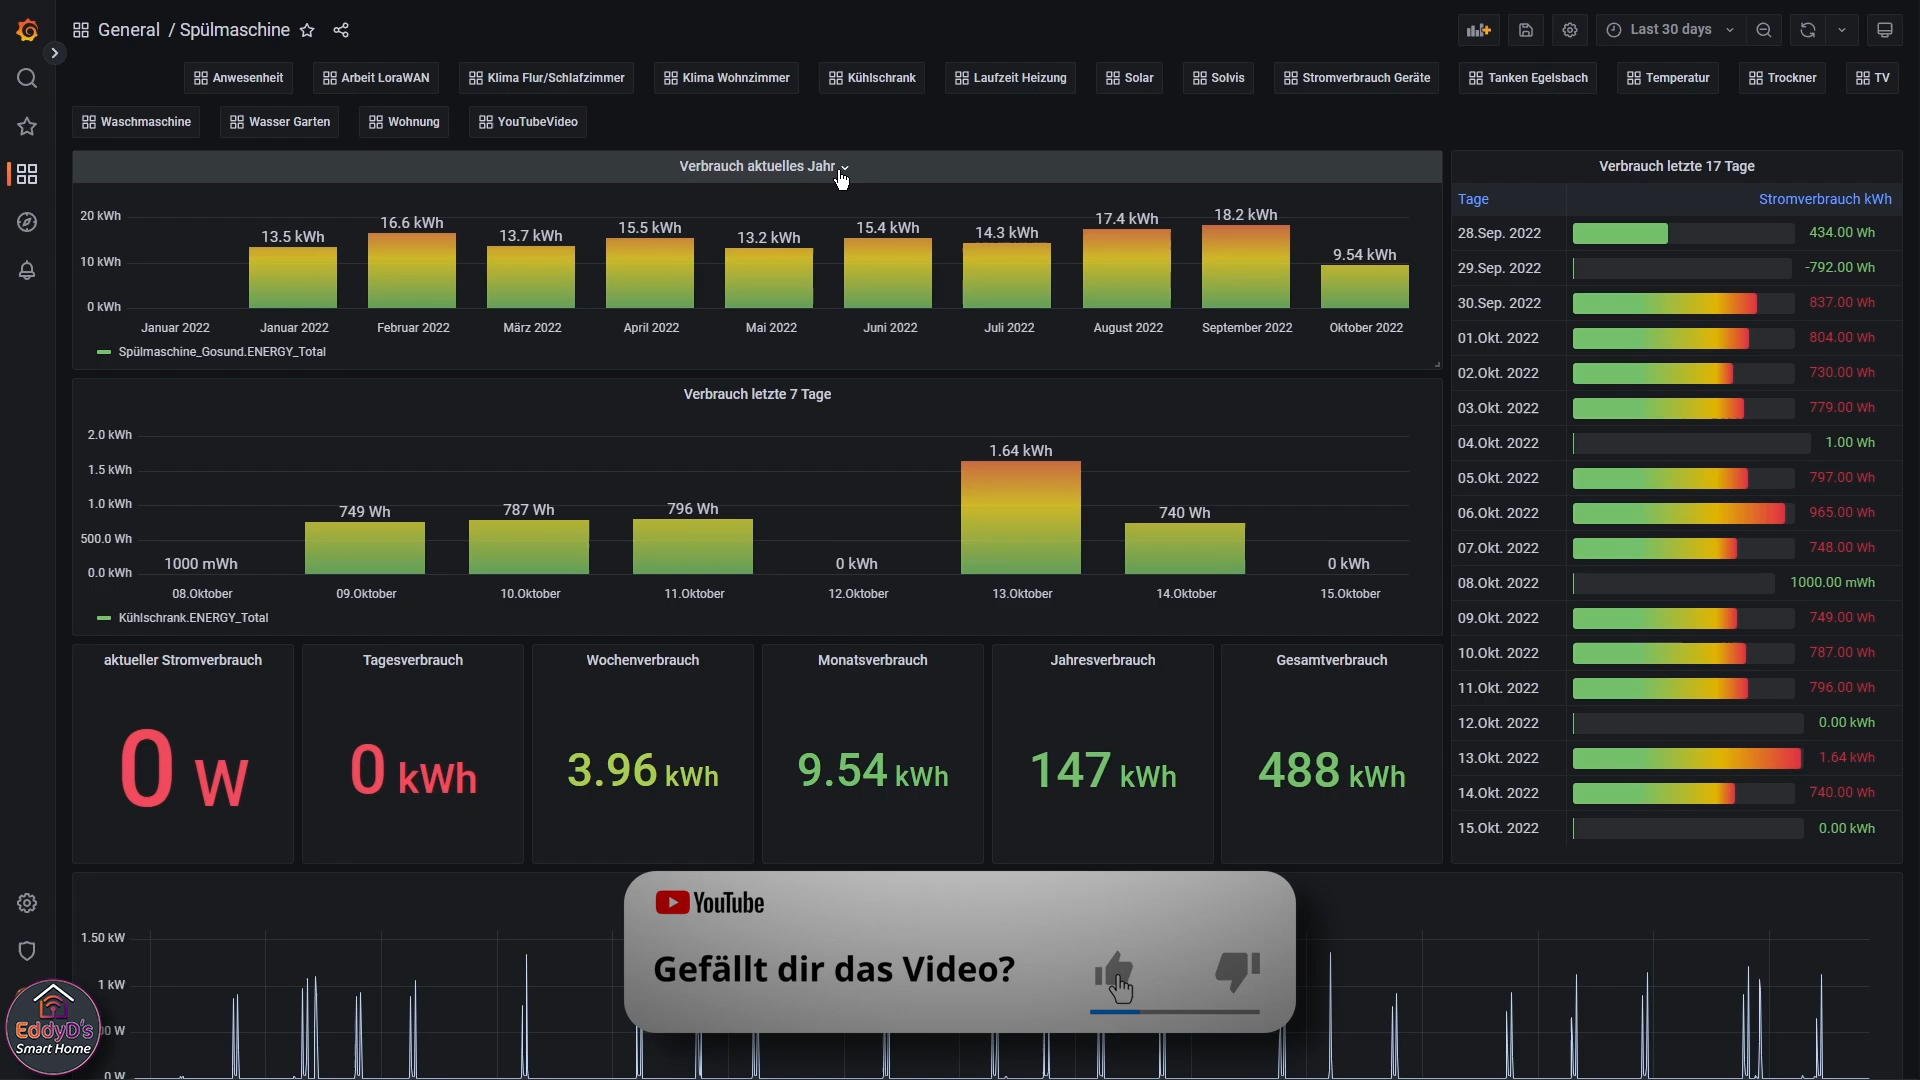 General / Spülmaschine
Last 30 days
Anwesenheit
Arbeit LoraWAN
Klima Flur/Schlafzimmer
Klima Wohnzimmer
Kühlschrank
Laufzeit Heizung
Solar
Solvis
Stromverbrauch Geräte
Tanken Egelsbach
Temperatur
Trockner
TV
Waschmaschine
Wasser Garten
Wohnung
YouTubeVideo
Verbrauch aktuelles Jahr
20 kWh
10 kWh
0 kWh
13.5 kWh
16.6 kWh
13.7 kWh
15.5 kWh
13.2 kWh
15.4 kWh
14.3 kWh
17.4 kWh
18.2 kWh
9.54 kWh
Januar 2022
Januar 2022
Februar 2022
März 2022
April 2022
Mai 2022
Juni 2022
Juli 2022
August 2022
September 2022
Oktober 2022
Spülmaschine_Gosund.ENERGY_Total
Verbrauch letzte 7 Tage
2.0 kWh
1.5 kWh
1.0 kWh
500.0 Wh
0.0 kWh
1000 mWh
749 Wh
787 Wh
796 Wh
0 kWh
1.64 kWh
740 Wh
0 kWh
08.Oktober
09.Oktober
10.Oktober
11.Oktober
12.Oktober
13.Oktober
14.Oktober
15.Oktober
Kühlschrank.ENERGY_Total
aktueller Stromverbrauch
0 W
Tagesverbrauch
0 kWh
Wochenverbrauch
3.96 kWh
Monatsverbrauch
9.54 kWh
Jahresverbrauch
147 kWh
Gesamtverbrauch
488 kWh
Verbrauch letzte 17 Tage
Tage Stromverbrauch kWh
28.Sep. 2022 434.00 Wh
29.Sep. 2022 -792.00 Wh
30.Sep. 2022 837.00 Wh
01.Okt. 2022 804.00 Wh
02.Okt. 2022 730.00 Wh
03.Okt. 2022 779.00 Wh
04.Okt. 2022 1.00 Wh
05.Okt. 2022 797.00 Wh
06.Okt. 2022 965.00 Wh
07.Okt. 2022 748.00 Wh
08.Okt. 2022 1000.00 mWh
09.Okt. 2022 749.00 Wh
10.Okt. 2022 787.00 Wh
11.Okt. 2022 796.00 Wh
12.Okt. 2022 0.00 kWh
13.Okt. 2022 1.64 kWh
14.Okt. 2022 740.00 Wh
15.Okt. 2022 0.00 kWh
1.50 kW
1 kW
0 W
YouTube
Gefällt dir das Video?
EddyD's
Smart Home